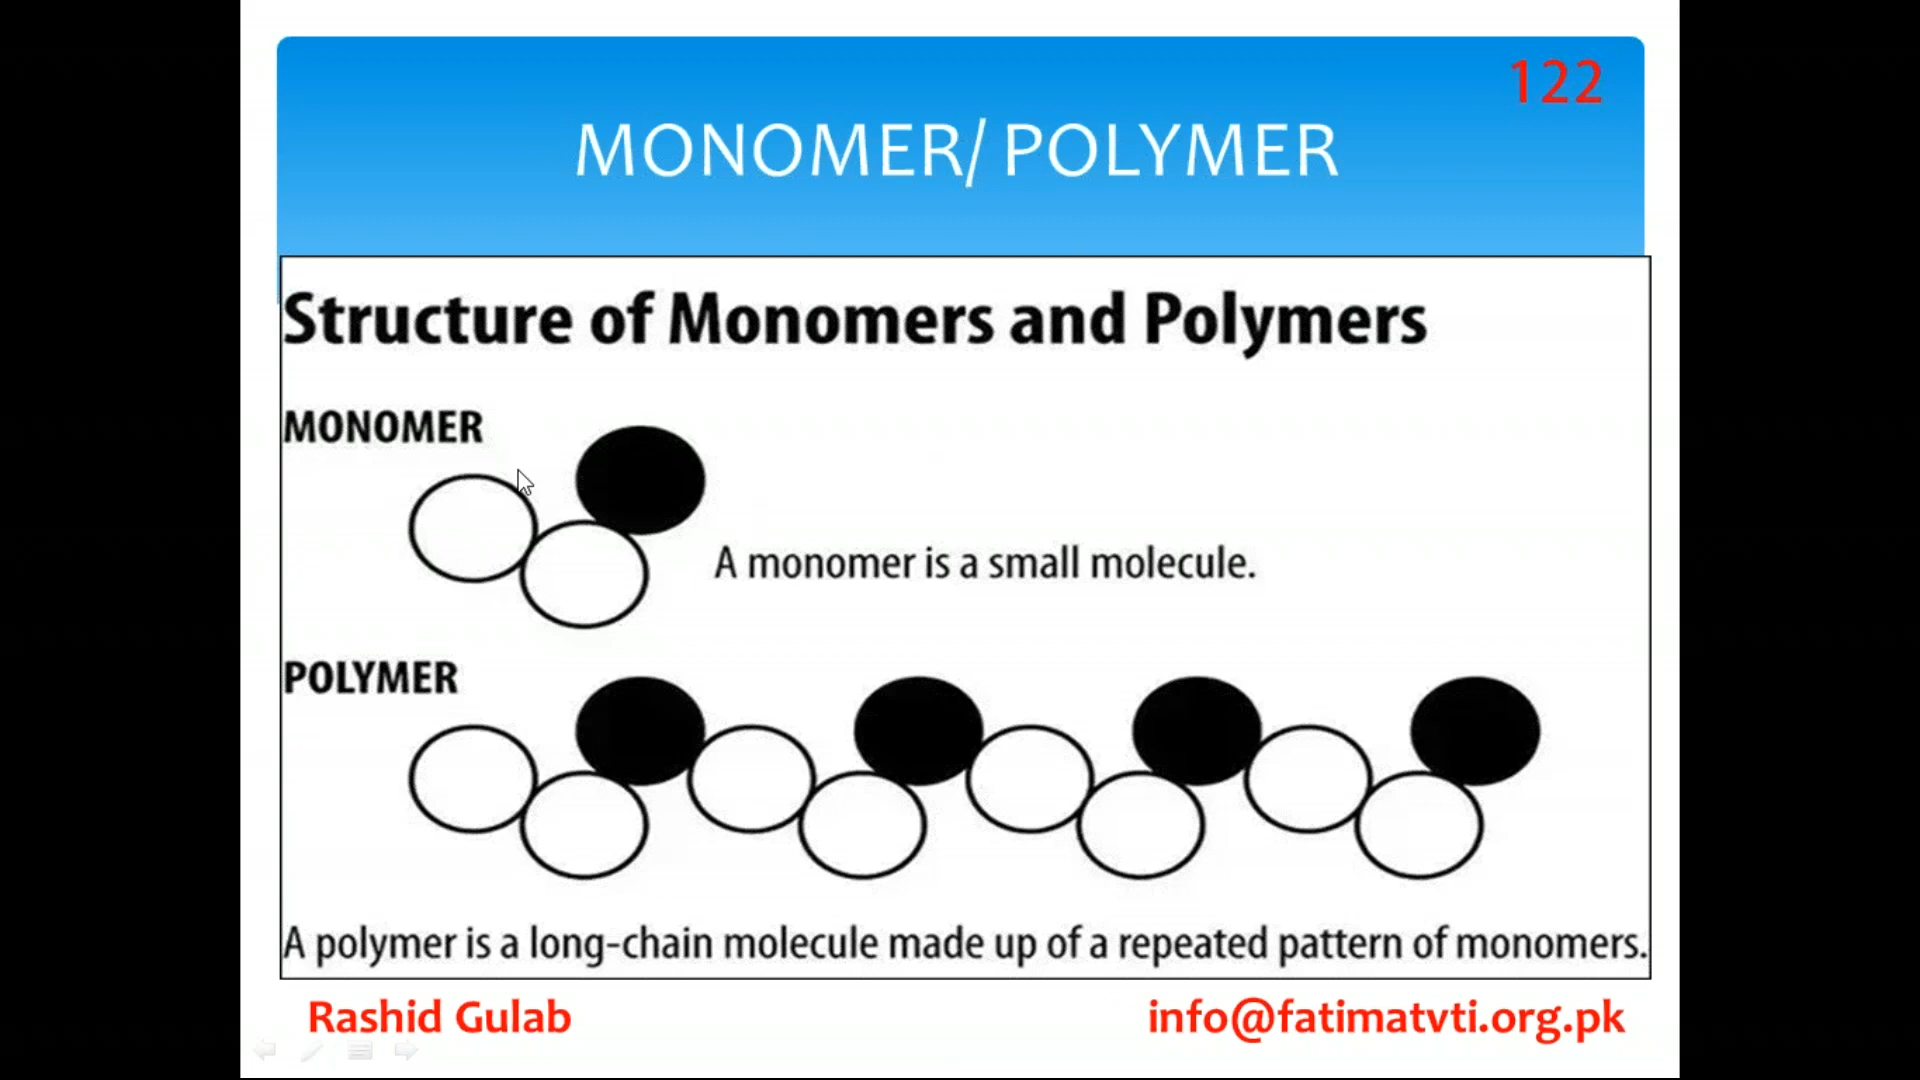 122
MONOMER/ POLYMER
Structure of Monomers and Polymers
MONOMER
A monomer is a small molecule.
POLYMER
A polymer is a long-chain molecule made up of a repeated pattern of monomers.
Rashid Gulab
info@fatimatvti.org.pk